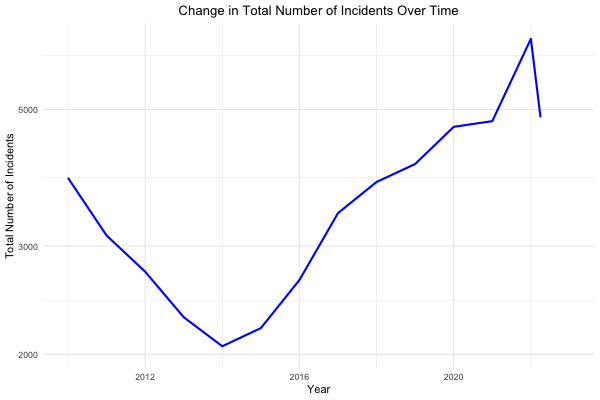 Change in Total Number of Incidents Over Time
Total Number of Incidents
5000
3000
2000
2012
2016
2020
Year